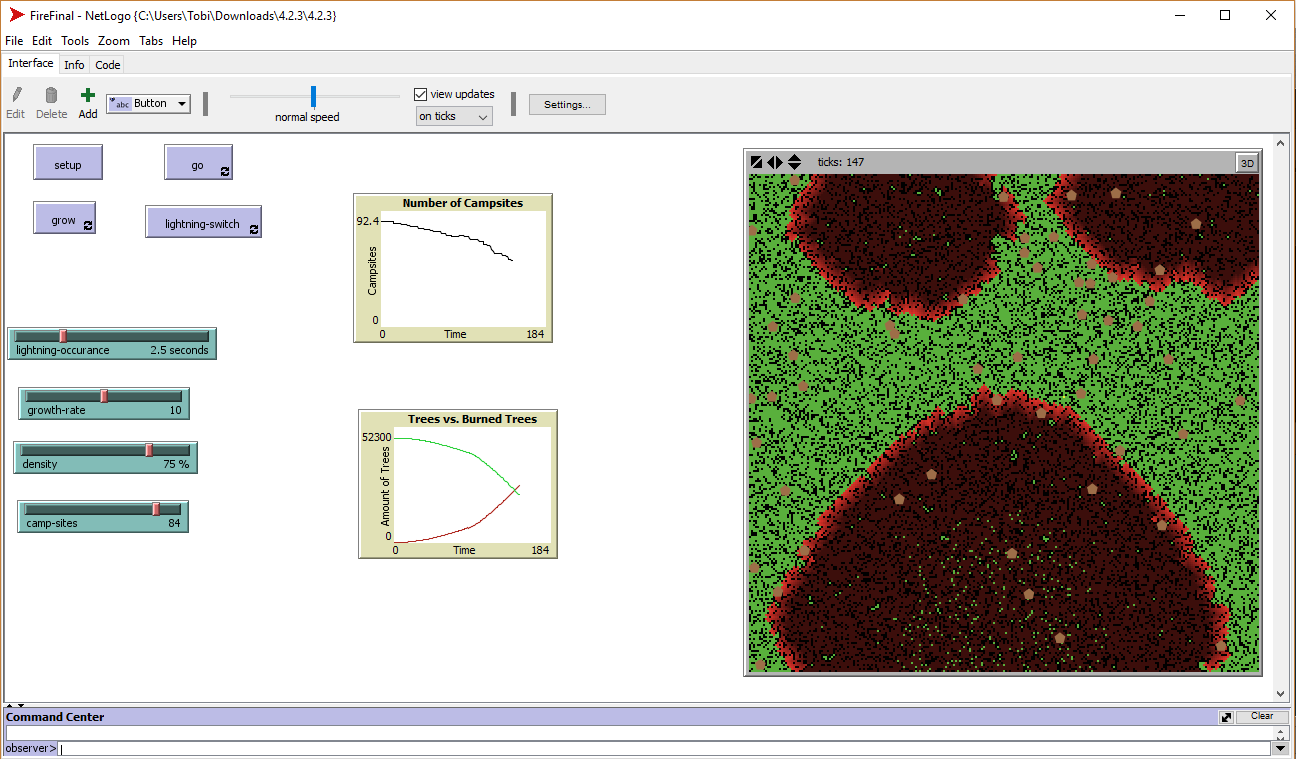 FireFinal - NetLogo {C:\Users\Tobi\Downloads\4.2.3\4.2.3}
File Edit Tools Zoom Tabs Help
Interface Info Code
Edit Delete Add abc Button normal speed view updates on ticks Settings...
setup go
grow lightning-switch
lightning-occurance 2.5 seconds
growth-rate 10
density 75 %
camp-sites 84
Number of Campsites
92.4
Campsites
0
0 Time 184
Trees vs. Burned Trees
52300
Amount of Trees
0
0 Time 184
ticks: 147 3D
Command Center Clear
observer>